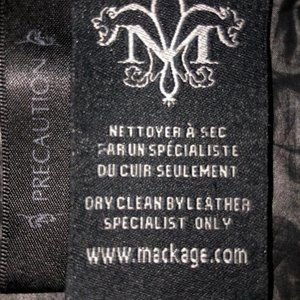 PRECAUTION
M
NETTOYER À SEC
PAR UN SPÉCIALISTE
DU CUIR SEULEMENT
DRY CLEAN BY LEATHER
SPECIALIST ONLY
www.mackage.com